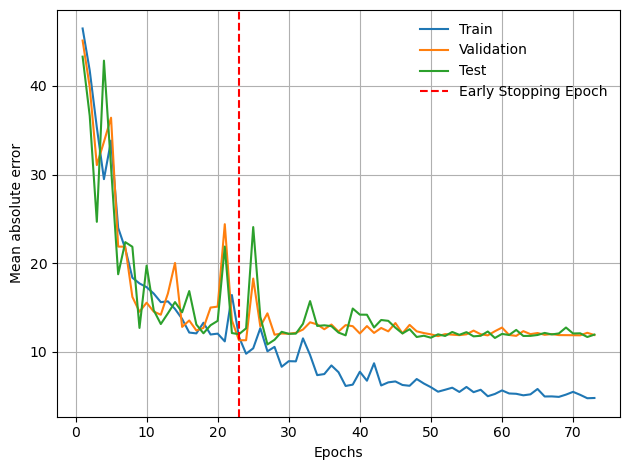 Train
Validation
Test
Early Stopping Epoch
Mean absolute error
40
30
20
10
0 10 20 30 40 50 60 70
Epochs